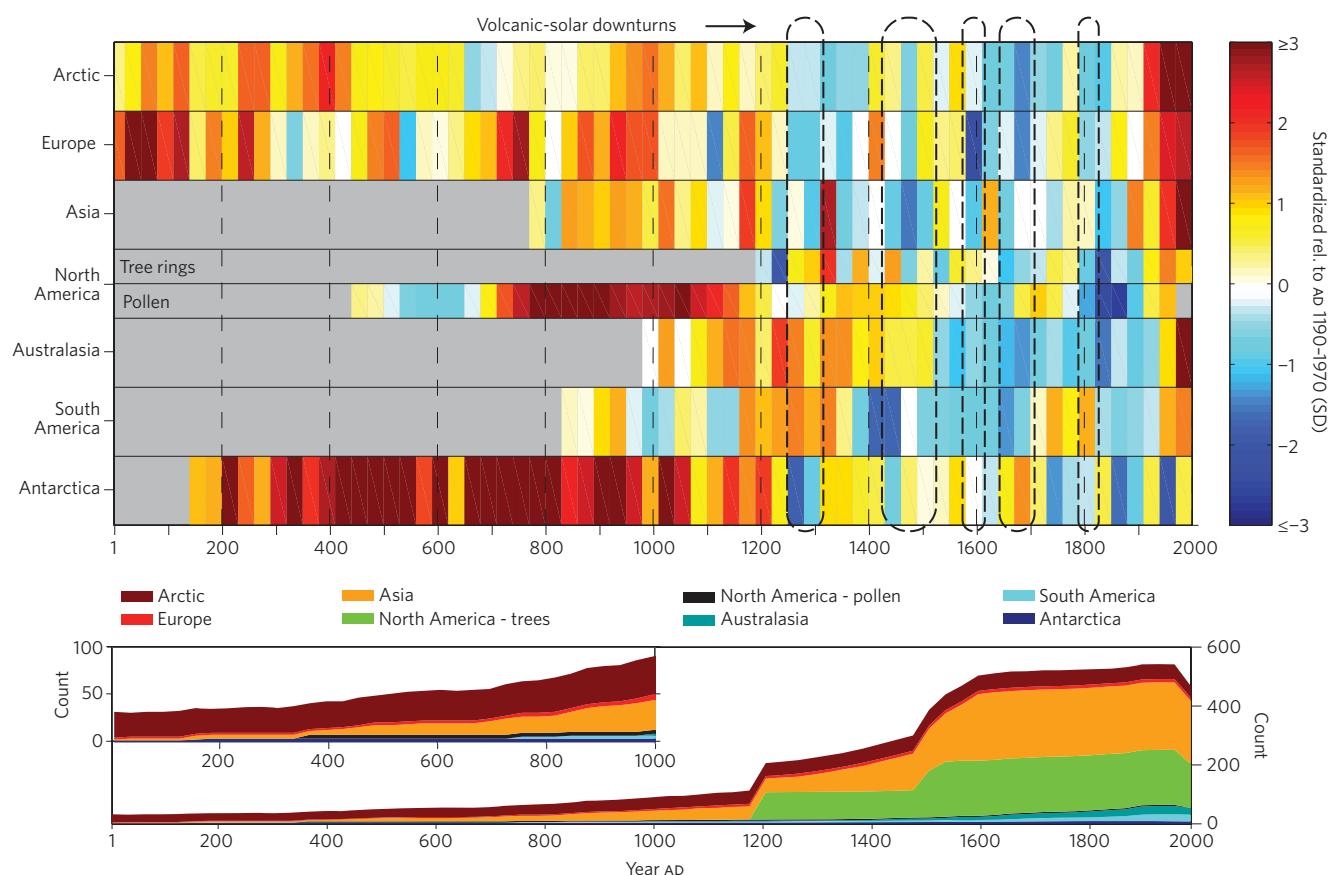 Volcanic-solar downturns
Arctic
Europe
Asia
North
America
Tree rings
Pollen
Australasia
South
America
Antarctica
1 200 400 600 800 1000 1200 1400 1600 1800 2000
≥3
2
1
0
−1
−2
≤−3
Standardized rel. to AD 1190–1970 (SD)
Arctic Asia North America - pollen South America
Europe North America - trees Australasia Antarctica
100
50
0
Count
200 400 600 800 1000
600
400
200
0
Count
1 200 400 600 800 1000 1200 1400 1600 1800 2000
Year AD